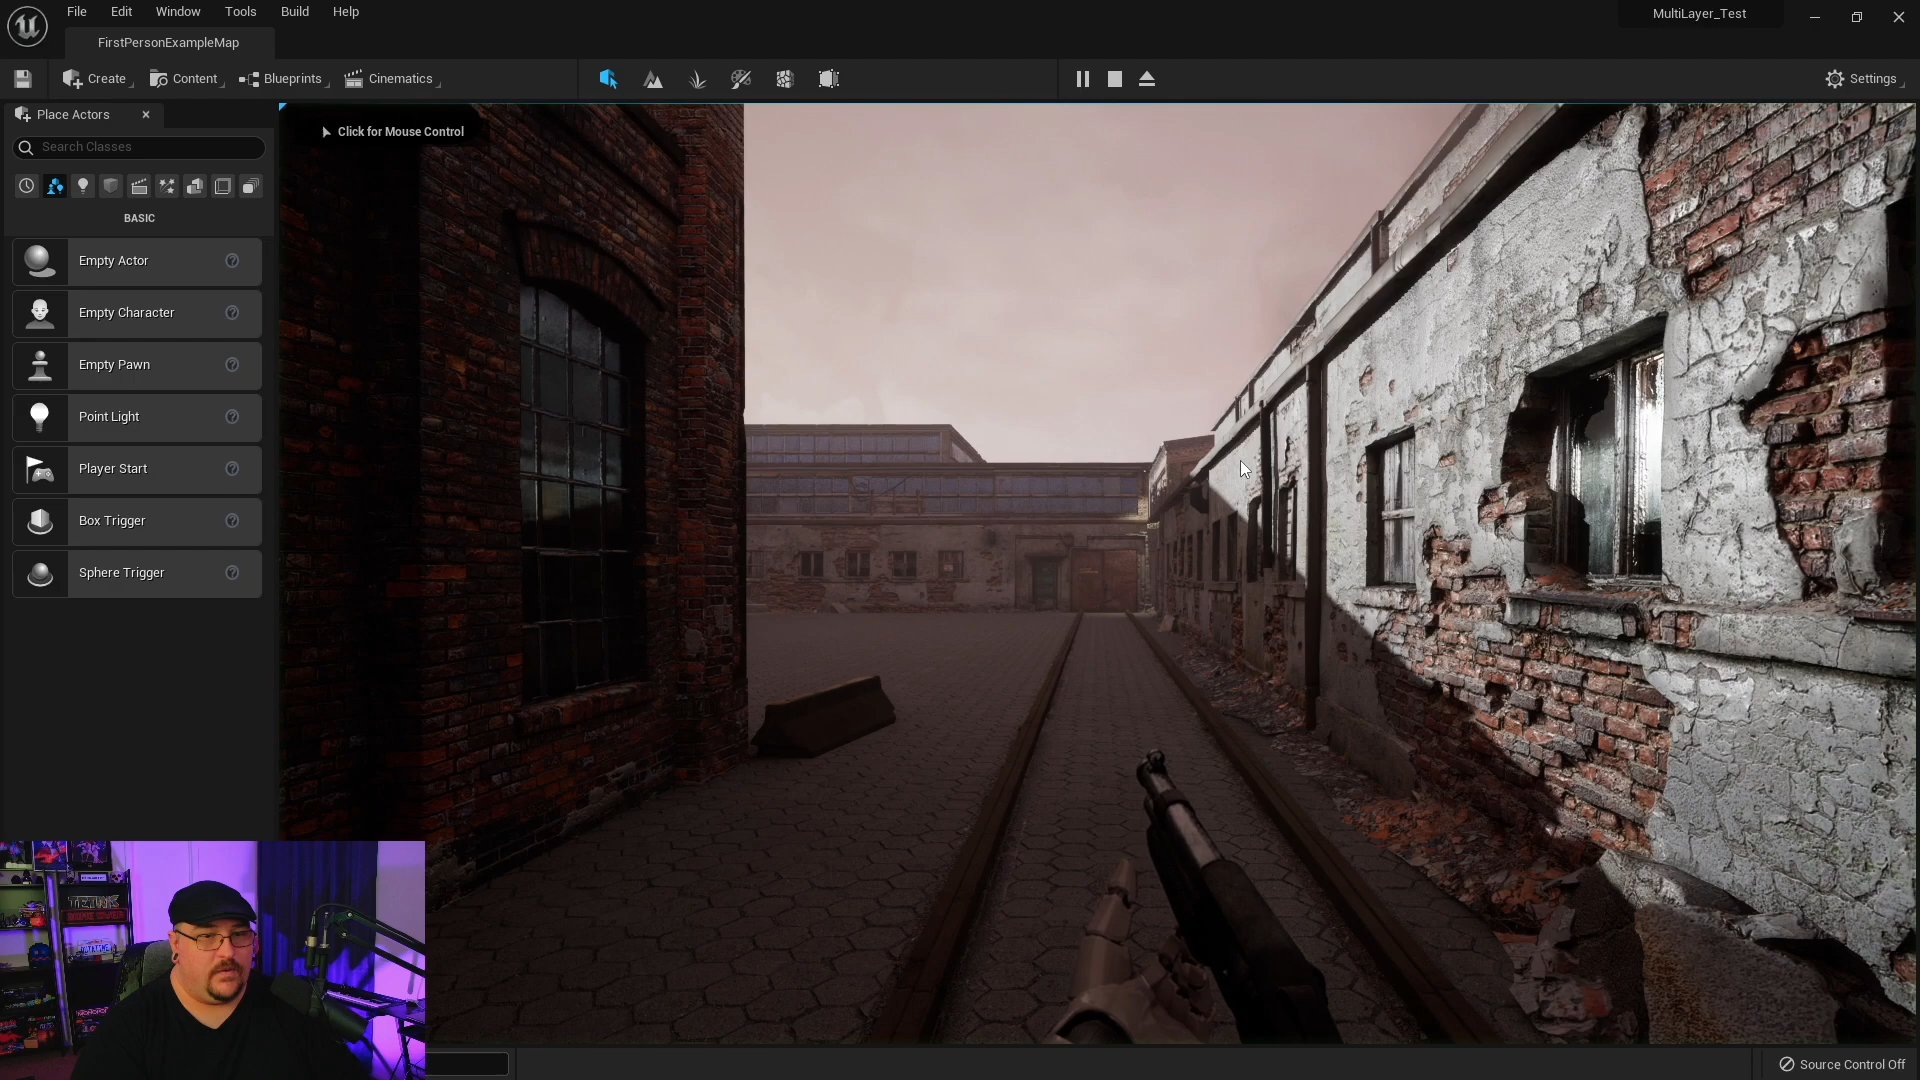 File Edit Window Tools Build Help
MultiLayer_Test
FirstPersonExampleMap
Create Content Blueprints Cinematics
Settings
Place Actors
Click for Mouse Control
Search Classes
BASIC
Empty Actor
Empty Character
Empty Pawn
Point Light
Player Start
Box Trigger
Sphere Trigger
Source Control Off